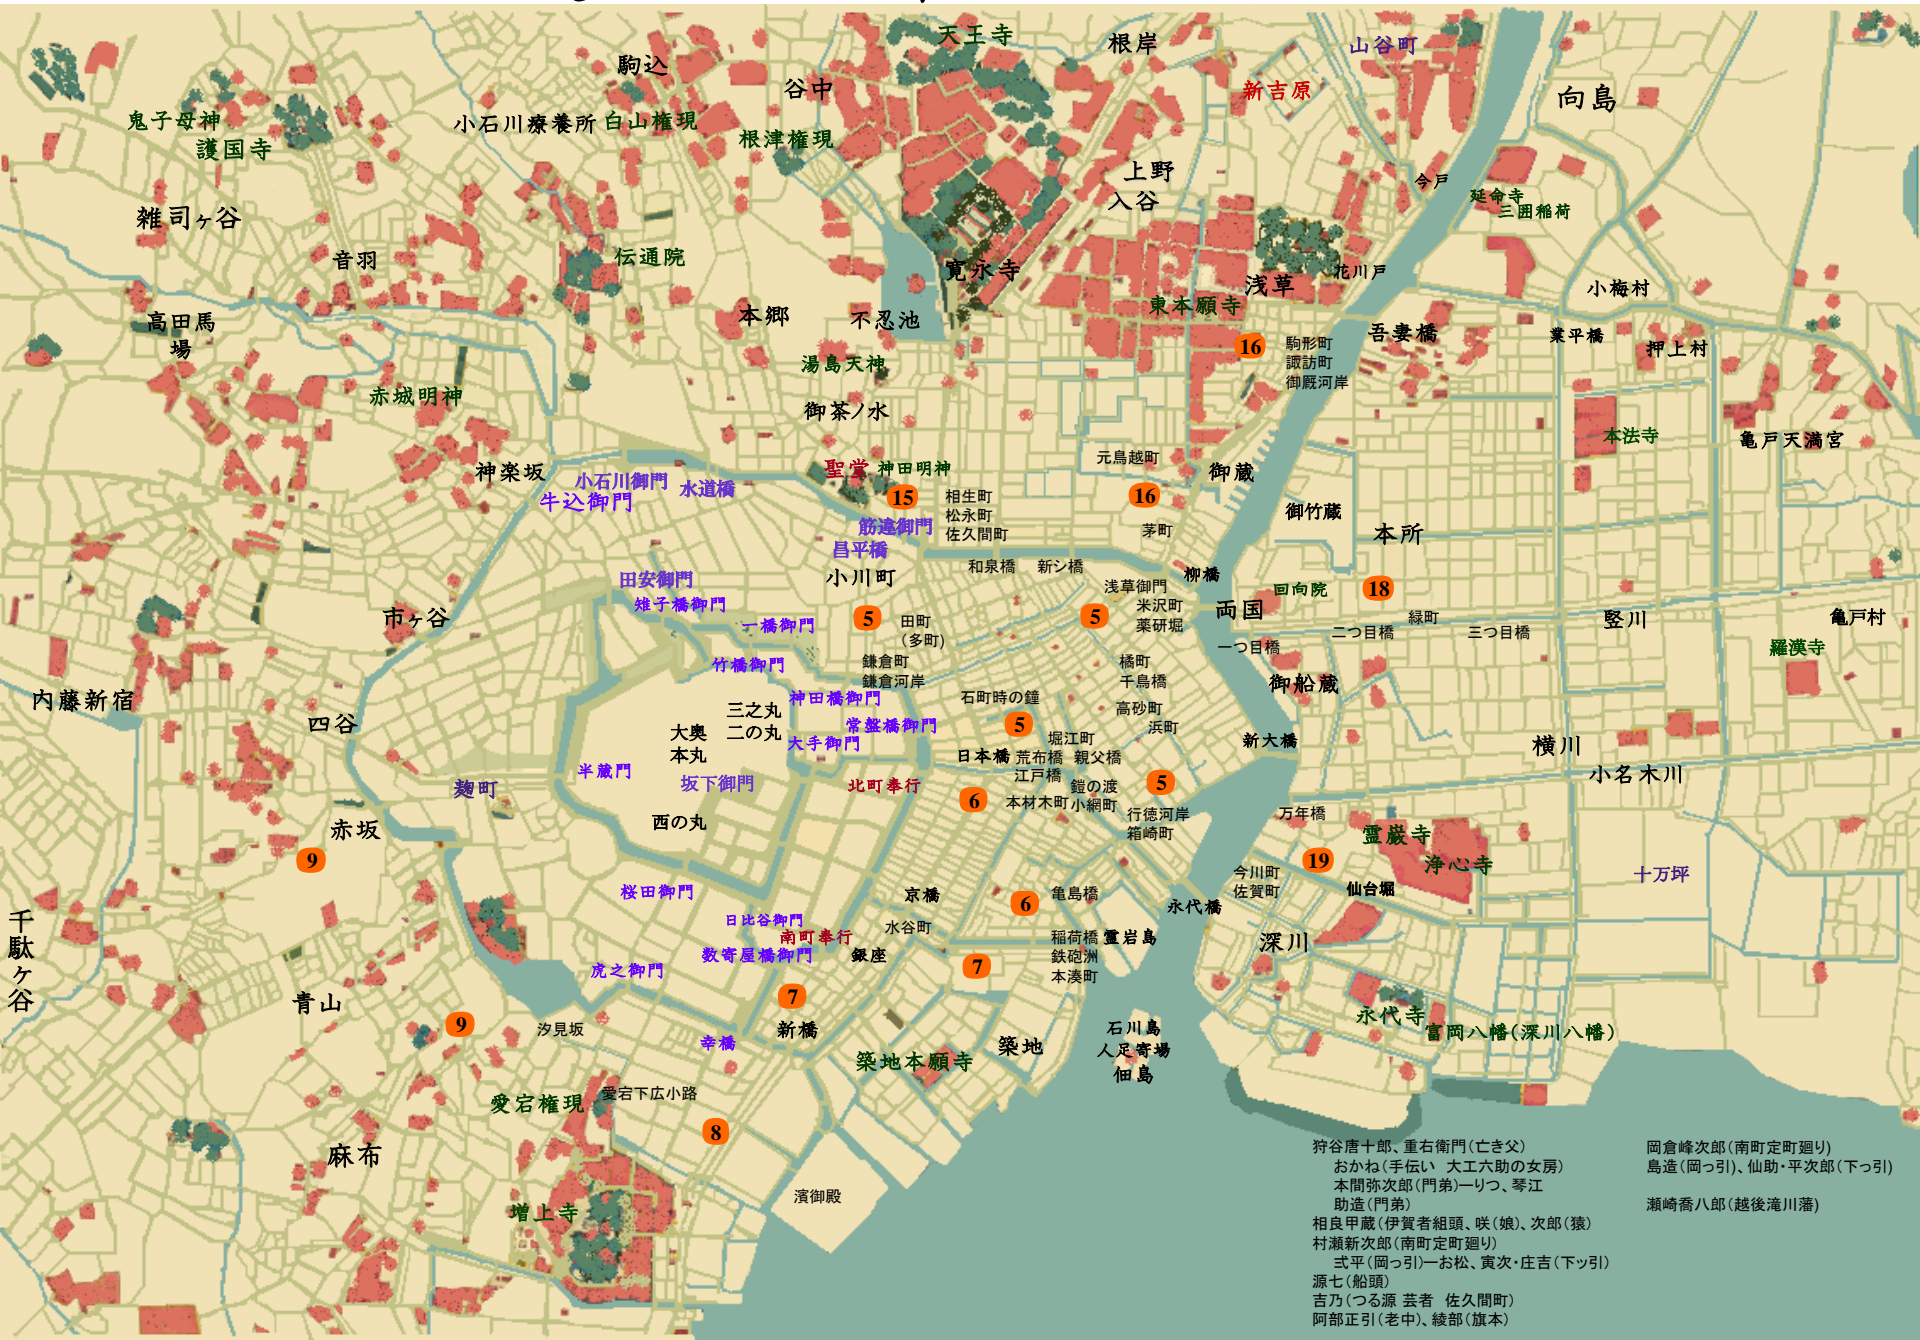 天王寺
根岸
山谷町
駒込
谷中
新吉原
向島
鬼子母神
護国寺
小石川療養所
白山権現
根津権現
上野
入谷
今戸
延命寺
三囲稲荷
雑司ヶ谷
音羽
伝通院
寛永寺
浅草
花川戸
東本願寺
小梅村
高田馬
場
本郷
不忍池
16
駒形町
諏訪町
御厩河岸
吾妻橋
業平橋
押上村
湯島天神
赤城明神
御茶ノ水
本法寺
亀戸天満宮
神楽坂
小石川御門
牛込御門
水道橋
聖堂
神田明神
15
筋違御門
昌平橋
相生町
松永町
佐久間町
元鳥越町
16
御蔵
茅町
御竹蔵
本所
小川町
和泉橋
新シ橋
柳橋
田安御門
雉子橋御門
一橋御門
竹橋御門
5
田町
（多町)
鎌倉町
鎌倉河岸
5
浅草御門
米沢町
薬研堀
両国
回向院
18
一つ目橋
二つ目橋
緑町
三つ目橋
竪川
亀戸村
羅漢寺
市ヶ谷
内藤新宿
四谷
神田橋御門
常盤橋御門
大手御門
三之丸
二の丸
大奥
本丸
坂下御門
半蔵門
西の丸
石町時の鐘
5
橘町
千鳥橋
高砂町
浜町
御船蔵
新大橋
日本橋
堀江町
荒布橋
親父橋
江戸橋
鎧の渡
小網町
本材木町
5
行徳河岸
箱崎町
横川
小名木川
麹町
北町奉行
6
万年橋
赤坂
9
霊巌寺
浄心寺
19
今川町
佐賀町
仙台堀
十万坪
桜田御門
日比谷御門
南町奉行
数寄屋橋御門
京橋
水谷町
銀座
6
亀島橋
永代橋
稲荷橋
鉄砲洲
本湊町
霊岩島
深川
千
駄
ヶ
谷
虎之御門
7
7
青山
9
汐見坂
幸橋
新橋
築地
築地本願寺
石川島
人足寄場
佃島
永代寺
富岡八幡(深川八幡)
愛宕権現
愛宕下広小路
8
麻布
増上寺
濱御殿
狩谷唐十郎、重右衛門(亡き父)
おかね(手伝い 大工六助の女房)
本間弥次郎(門弟)ーりつ、琴江
助造(門弟)
相良甲蔵(伊賀者組頭、咲(娘)、次郎(猿)
村瀬新次郎(南町定町廻り)
弐平(岡っ引)ーお松、寅次・庄吉(下ッ引)
源七(船頭)
吉乃(つる源 芸者 佐久間町)
阿部正引(老中)、綾部(旗本)
岡倉峰次郎(南町定町廻り)
島造(岡っ引)、仙助・平次郎(下っ引)
瀬崎喬八郎(越後滝川藩)